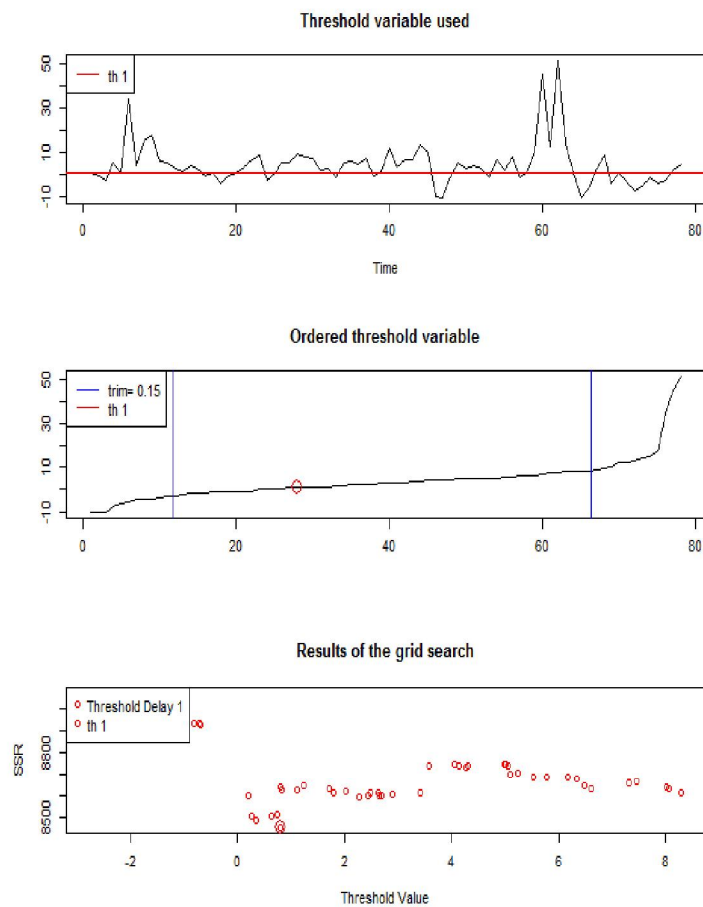 Threshold variable used
th 1
50
30
10
-10
0
20
40
60
80
Time
Ordered threshold variable
trim= 0.15
th 1
50
30
10
-10
0
20
40
60
80
Results of the grid search
Threshold Delay 1
th 1
SSR
8800
8500
-2
0
2
4
6
8
Threshold Value